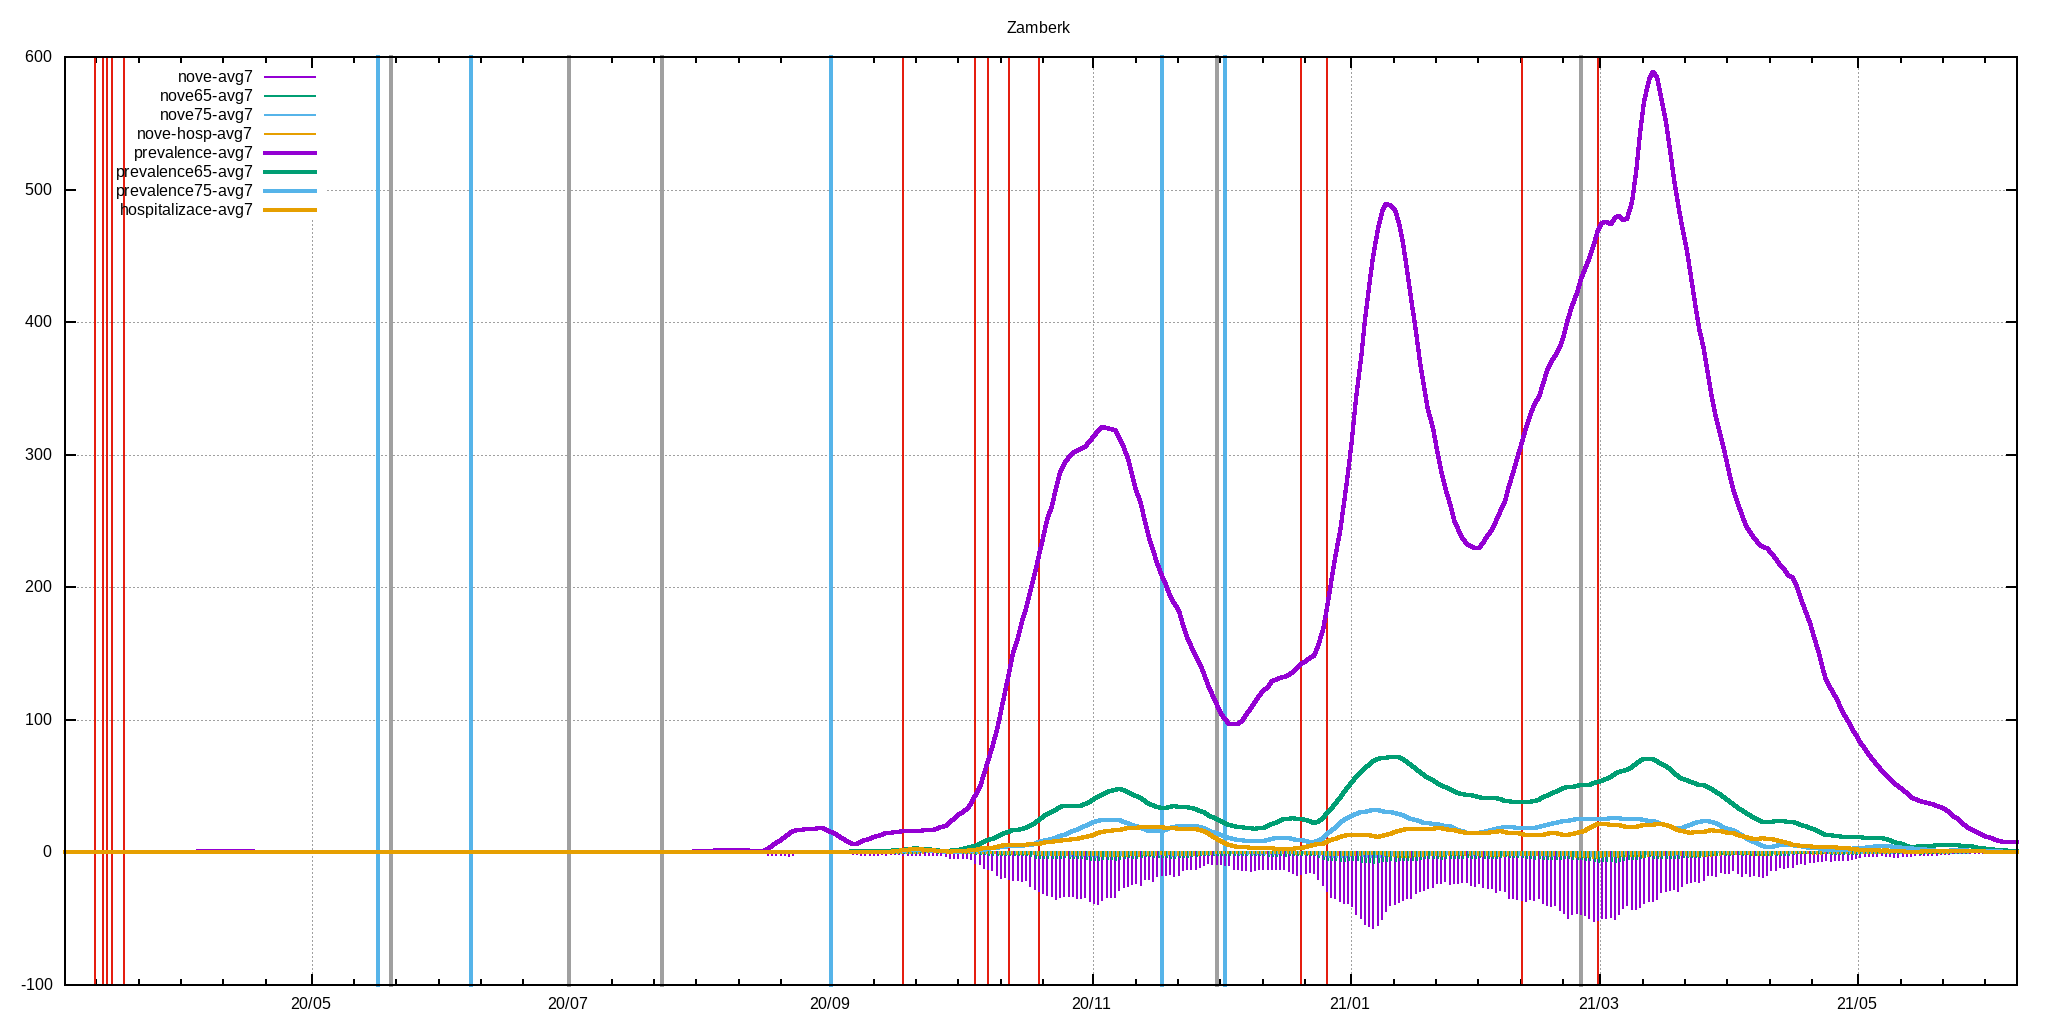 Zamberk
600
500
400
300
200
100
0
-100
nove-avg7
nove65-avg7
nove75-avg7
nove-hosp-avg7
prevalence-avg7
prevalence65-avg7
prevalence75-avg7
hospitalizace-avg7
20/05 20/07 20/09 20/11 21/01 21/03 21/05